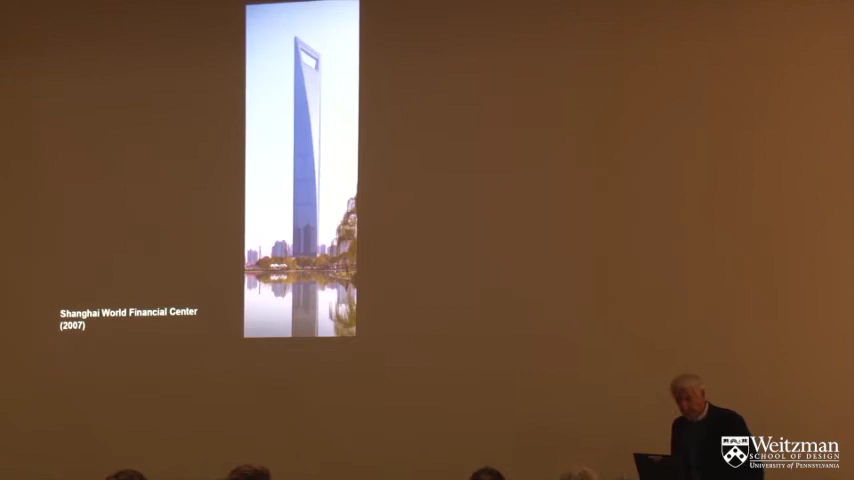 Shanghai World Financial Center
(2007)
Weitzman
SCHOOL OF DESIGN
UNIVERSITY OF PENNSYLVANIA